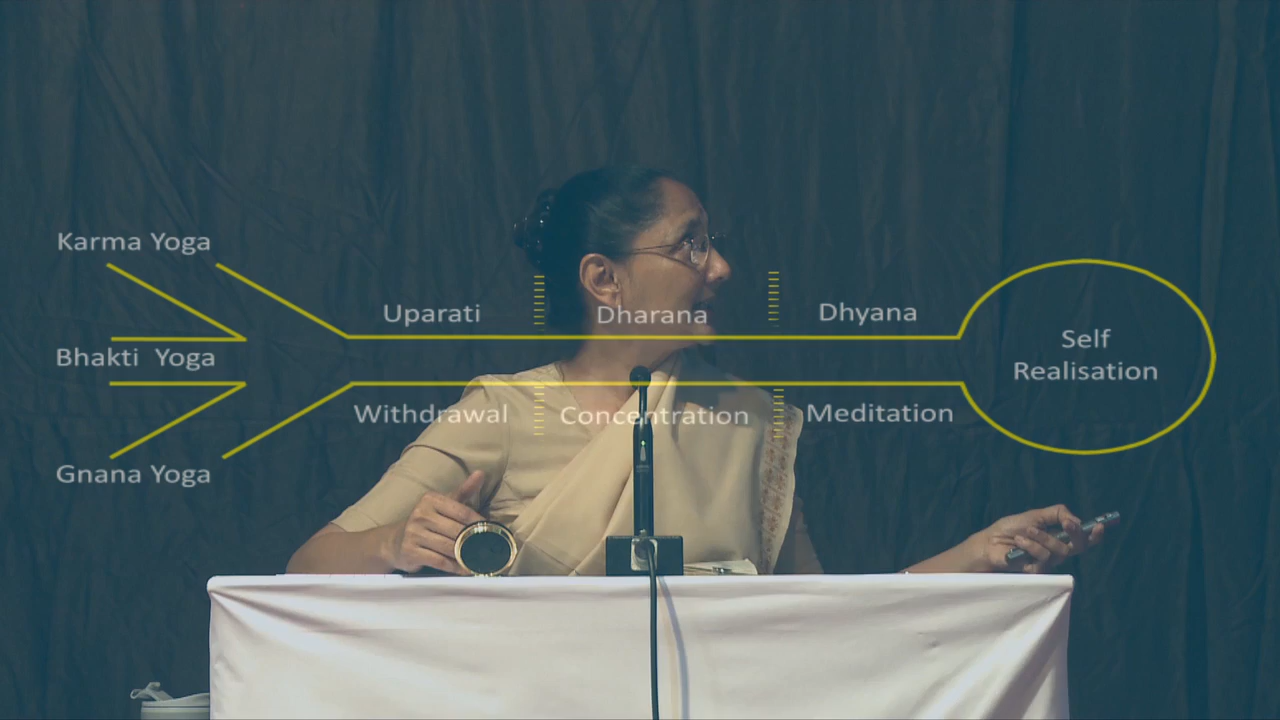 Karma Yoga
Bhakti Yoga
Gnana Yoga
Uparati
Dharana
Dhyana
Withdrawal
Concentration
Meditation
Self
Realisation